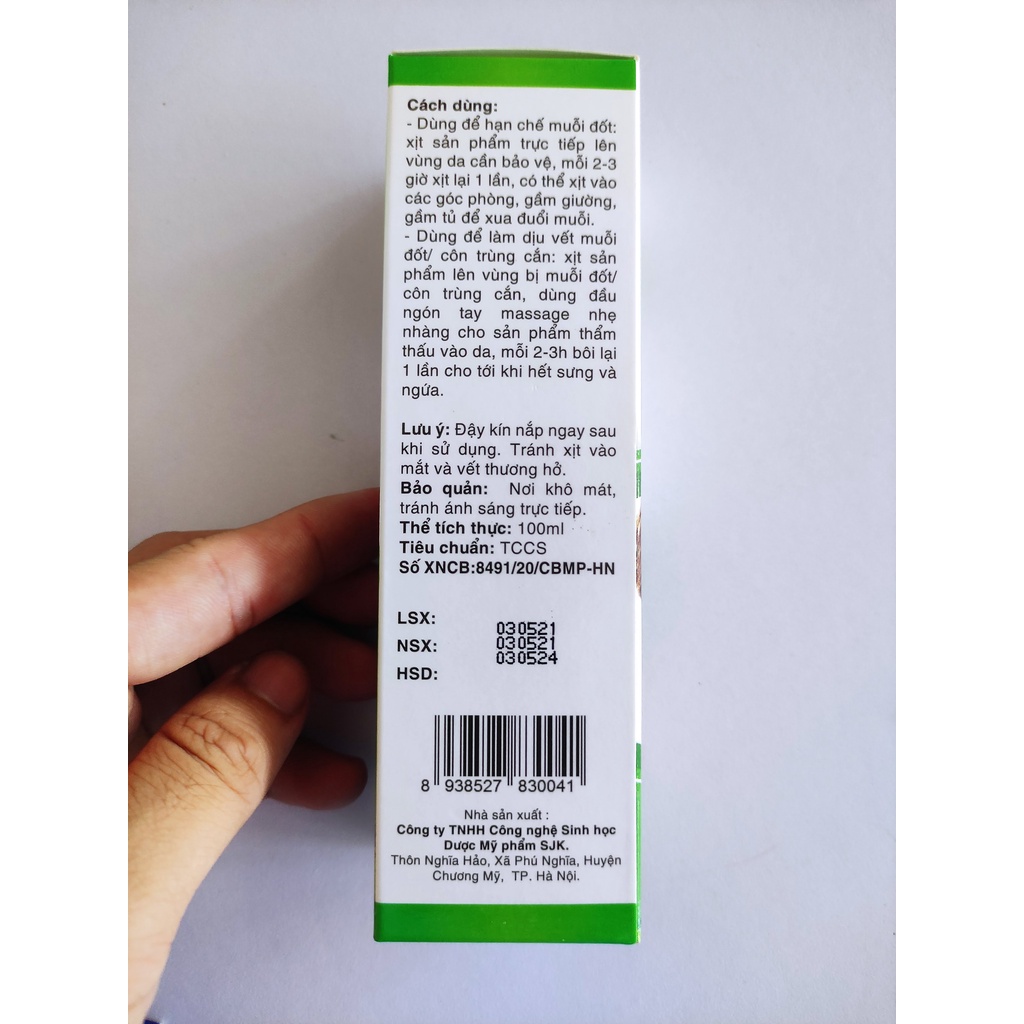 Cách dùng:
- Dùng để hạn chế muỗi đốt:
xịt sản phẩm trực tiếp lên
vùng da cần bảo vệ, mỗi 2-3
giờ xịt lại 1 lần, có thể xịt vào
các góc phòng, gầm giường,
gầm tủ để xua đuổi muỗi.
- Dùng để làm dịu vết muỗi
đốt/ côn trùng cắn: xịt sản
phẩm lên vùng bị muỗi đốt/
côn trùng cắn, dùng đầu
ngón tay massage nhẹ
nhàng cho sản phẩm thẩm
thấu vào da, mỗi 2-3h bôi lại
1 lần cho tới khi hết sưng và
ngứa.
Lưu ý: Đậy kín nắp ngay sau
khi sử dụng. Tránh xịt vào
mắt và vết thương hở.
Bảo quản: Nơi khô mát,
tránh ánh sáng trực tiếp.
Thể tích thực: 100ml
Tiêu chuẩn: TCCS
Số XNCB:8491/20/CBMP-HN
LSX: 030521
NSX: 030521
HSD: 030524
8 938527 830041
Nhà sản xuất :
Công ty TNHH Công nghệ Sinh học
Dược Mỹ phẩm SJK.
Thôn Nghĩa Hảo, Xã Phú Nghĩa, Huyện
Chương Mỹ, TP. Hà Nội.